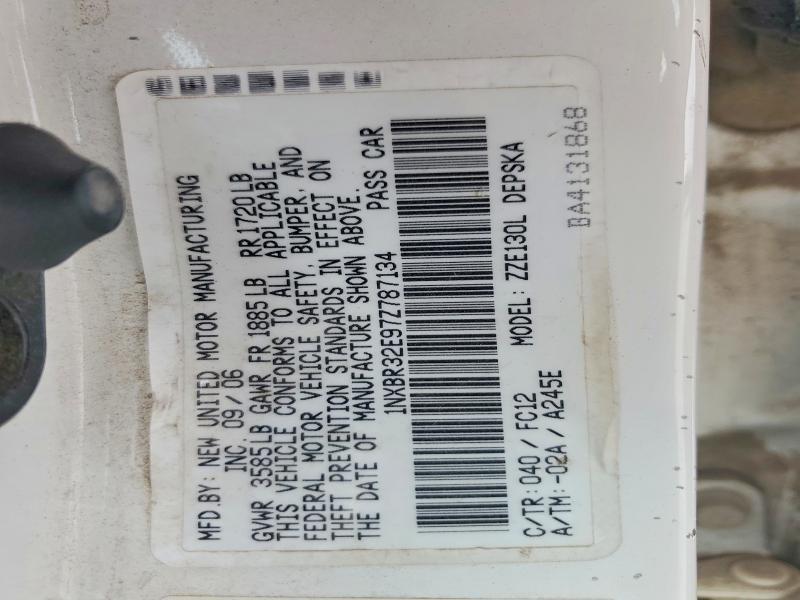 MFD.BY: NEW UNITED MOTOR MANUFACTURING
INC. 09/06
GVWR 3585LB GAWR FR 1885LB RR1720LB
THIS VEHICLE CONFORMS TO ALL APPLICABLE
FEDERAL MOTOR VEHICLE SAFETY, BUMPER, AND
THEFT PREVENTION STANDARDS IN EFFECT ON
THE DATE OF MANUFACTURE SHOWN ABOVE.
1NXBR32E97Z787134 PASS CAR
C/TR: 040 / FC12 MODEL: ZZE130L DEPSKA
A/TM: -02A / A245E
BA4131868